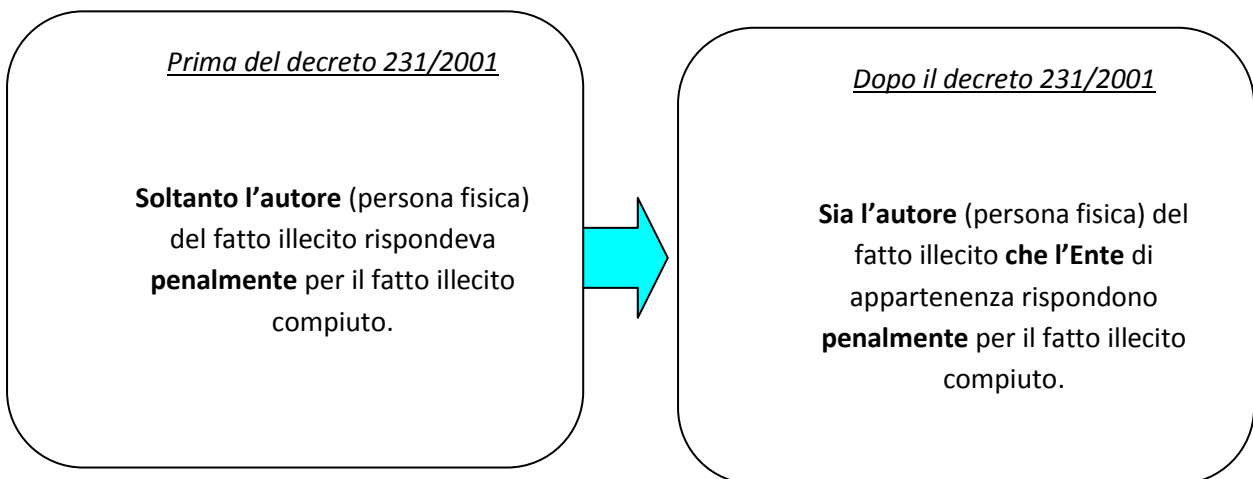 Prima del decreto 231/2001
Soltanto l’autore (persona fisica)
del fatto illecito rispondeva
penalmente per il fatto illecito
compiuto.
Dopo il decreto 231/2001
Sia l’autore (persona fisica) del
fatto illecito che l’Ente di
appartenenza rispondono
penalmente per il fatto illecito
compiuto.